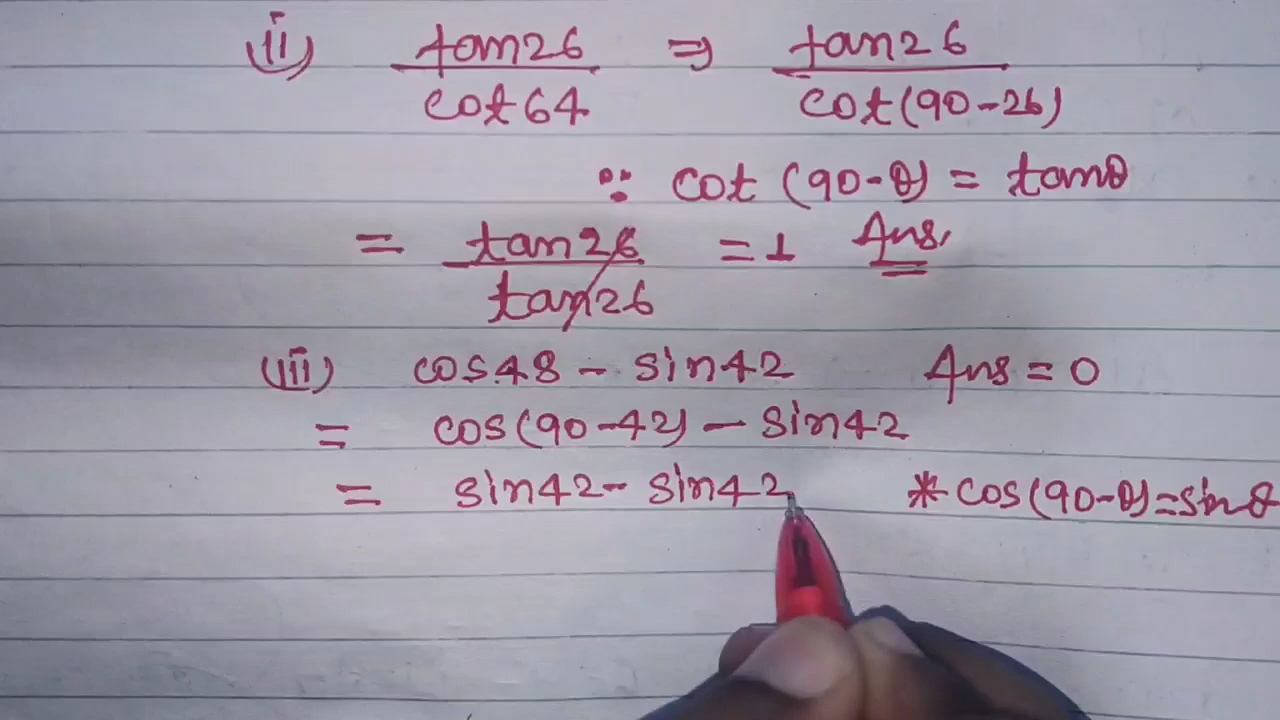 (ii) tan26/cot64 ⇒ tan26/cot(90-26)
∵ cot (90-θ) = tanθ
= tan26/tan26 = 1 Ans.
(iii) cos48 - sin42 Ans = 0
= cos(90-42) - sin42
= sin42 - sin42 * cos(90-θ)=sinθ